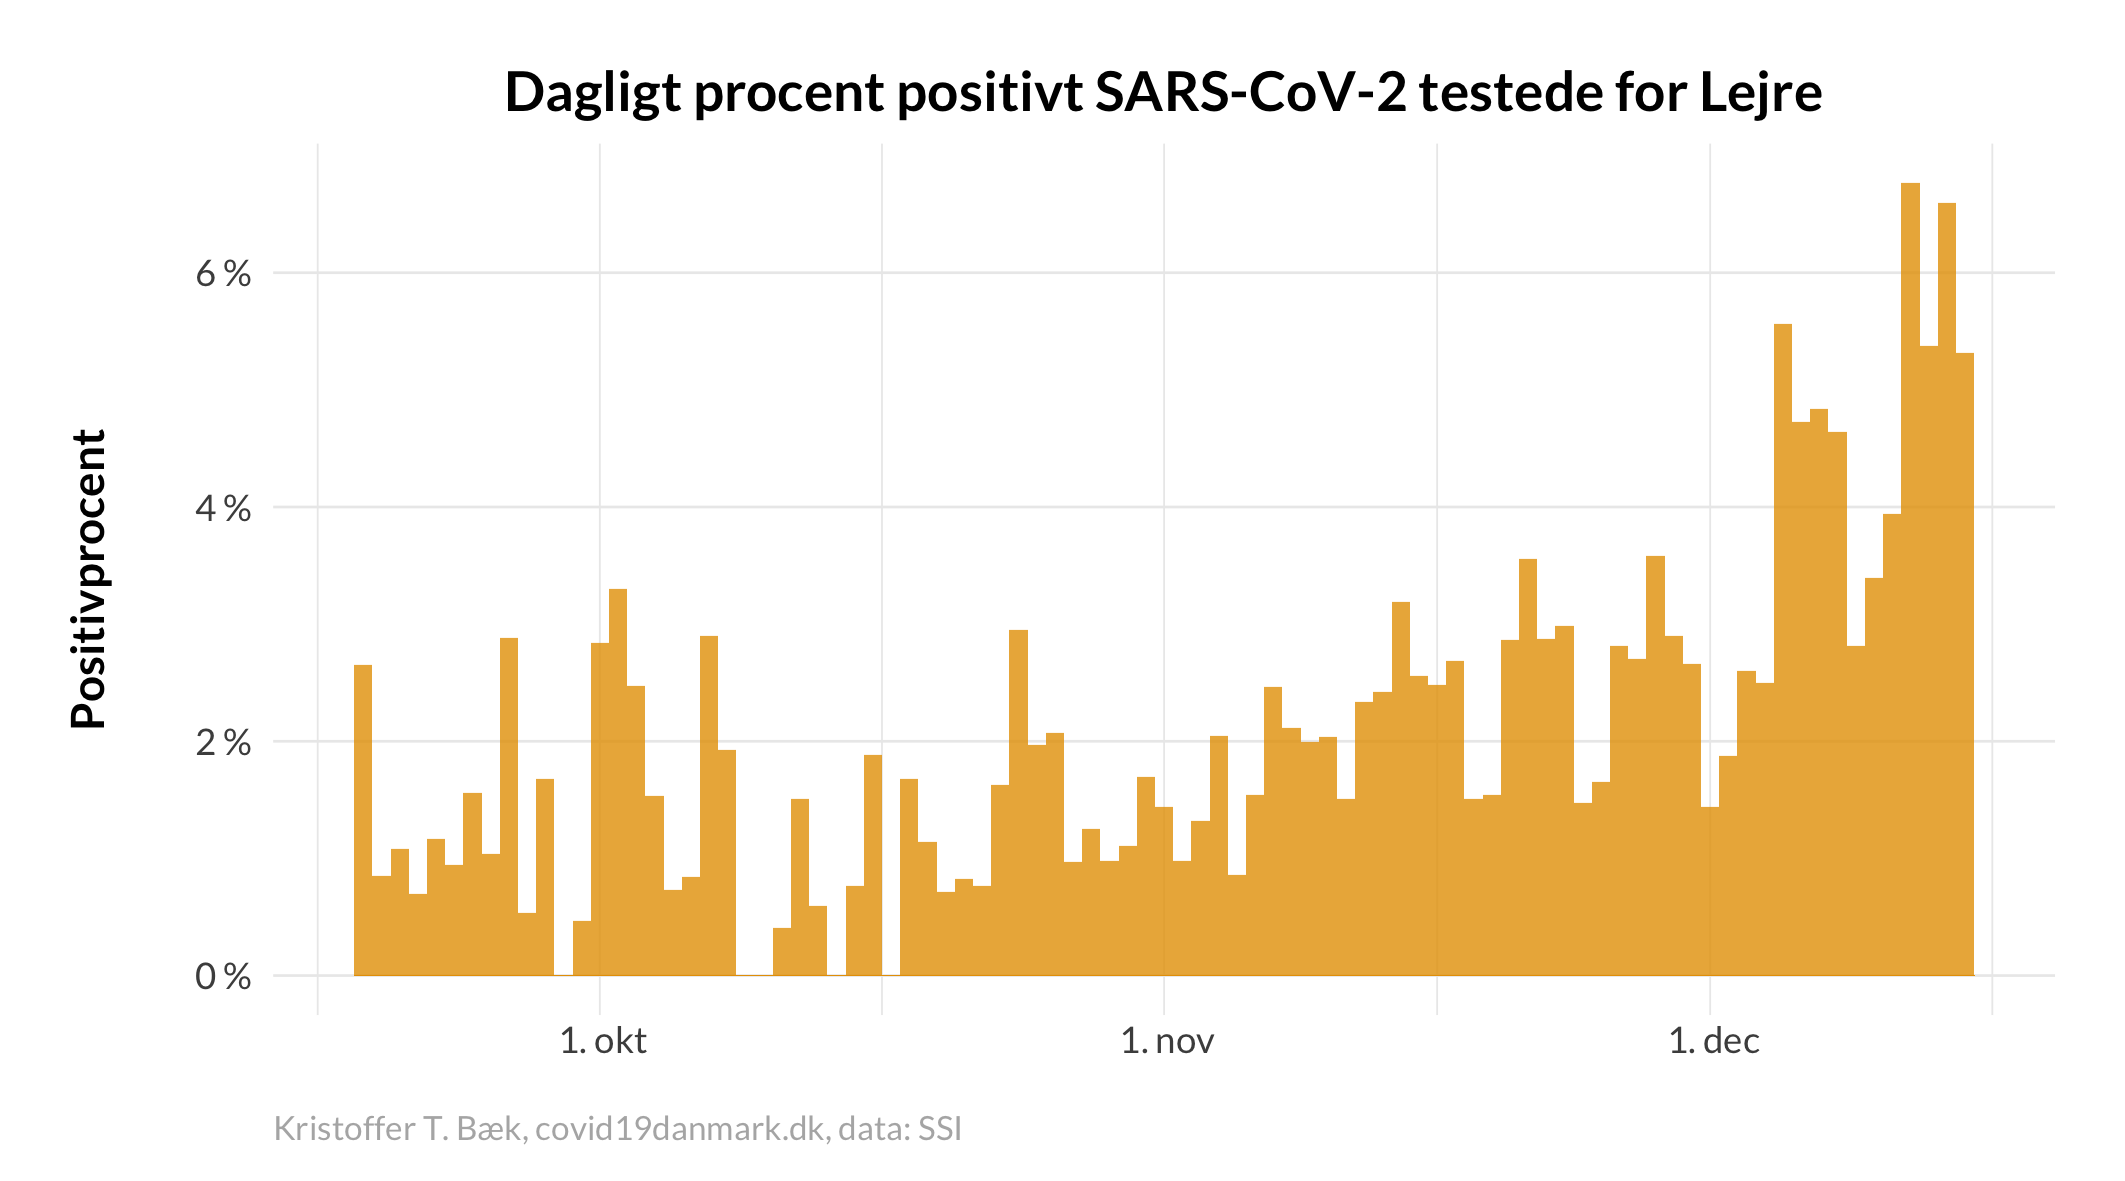 Dagligt procent positivt SARS-CoV-2 testede for Lejre
Positivprocent
6 %
4 %
2 %
0 %
1. okt
1. nov
1. dec
Kristoffer T. Bæk, covid19danmark.dk, data: SSI